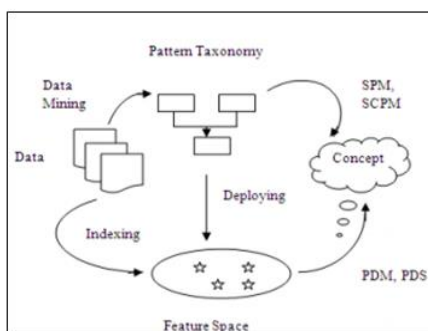 Pattern Taxonomy
Data
Mining
SPM,
SCPM
Data
Concept
Deploying
Indexing
PDM, PDS
Feature Space